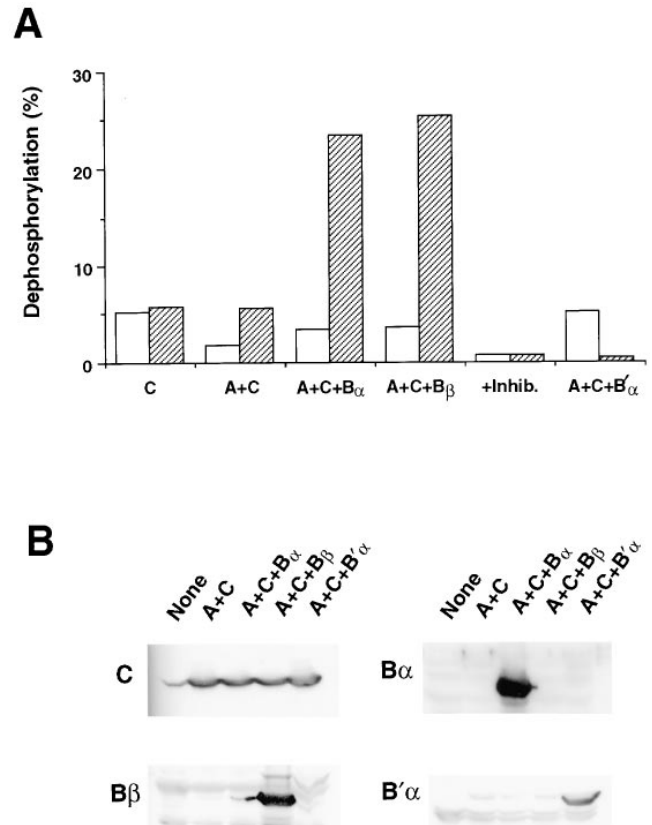 A
Dephosphorylation (%)
30
20
10
0
C A+C A+C+Bα A+C+Bβ +Inhib. A+C+B′α
B
None A+C A+C+Bα A+C+Bβ A+C+B′α
None A+C A+C+Bα A+C+Bβ A+C+B′α
C
Bα
Bβ
B′α